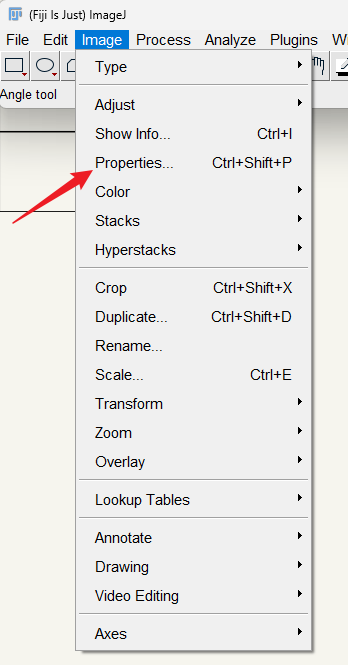 (Fiji Is Just) ImageJ
File Edit Image Process Analyze Plugins
Angle tool
Type
Adjust
Show Info... Ctrl+I
Properties... Ctrl+Shift+P
Color
Stacks
Hyperstacks
Crop Ctrl+Shift+X
Duplicate... Ctrl+Shift+D
Rename...
Scale... Ctrl+E
Transform
Zoom
Overlay
Lookup Tables
Annotate
Drawing
Video Editing
Axes